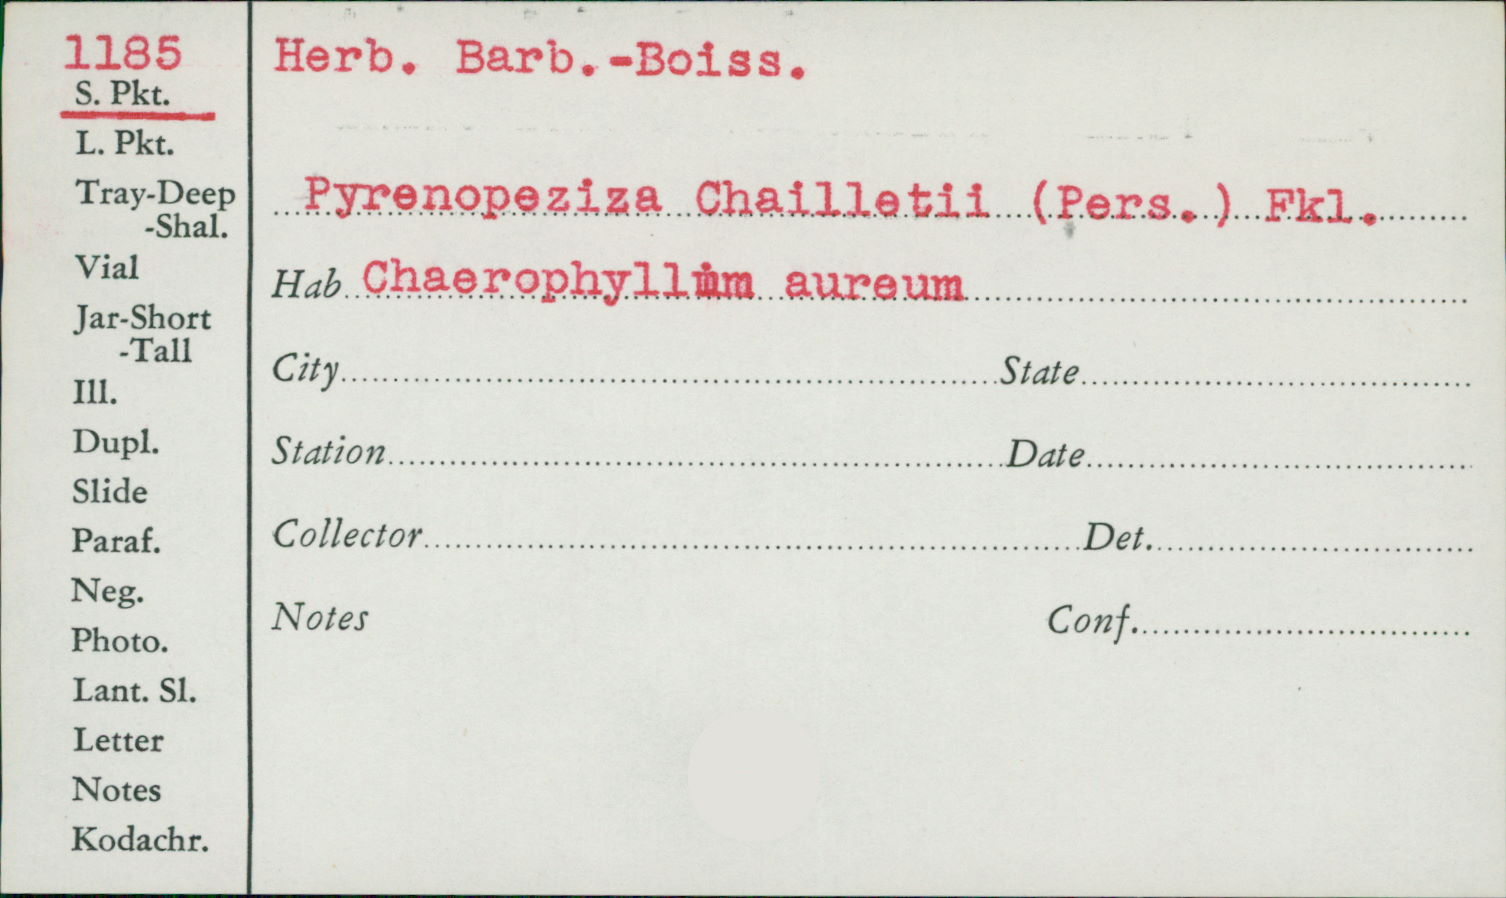 1185
S. Pkt.
L. Pkt.
Tray-Deep
-Shal.
Vial
Jar-Short
-Tall
Ill.
Dupl.
Slide
Paraf.
Neg.
Photo.
Lant. Sl.
Letter
Notes
Kodachr.
Herb. Barb.-Boiss.
Pyrenopeziza Chailletii (Pers.) Fkl.
Hab Chaerophyllum aureum
City State
Station Date
Collector Det.
Notes Conf.